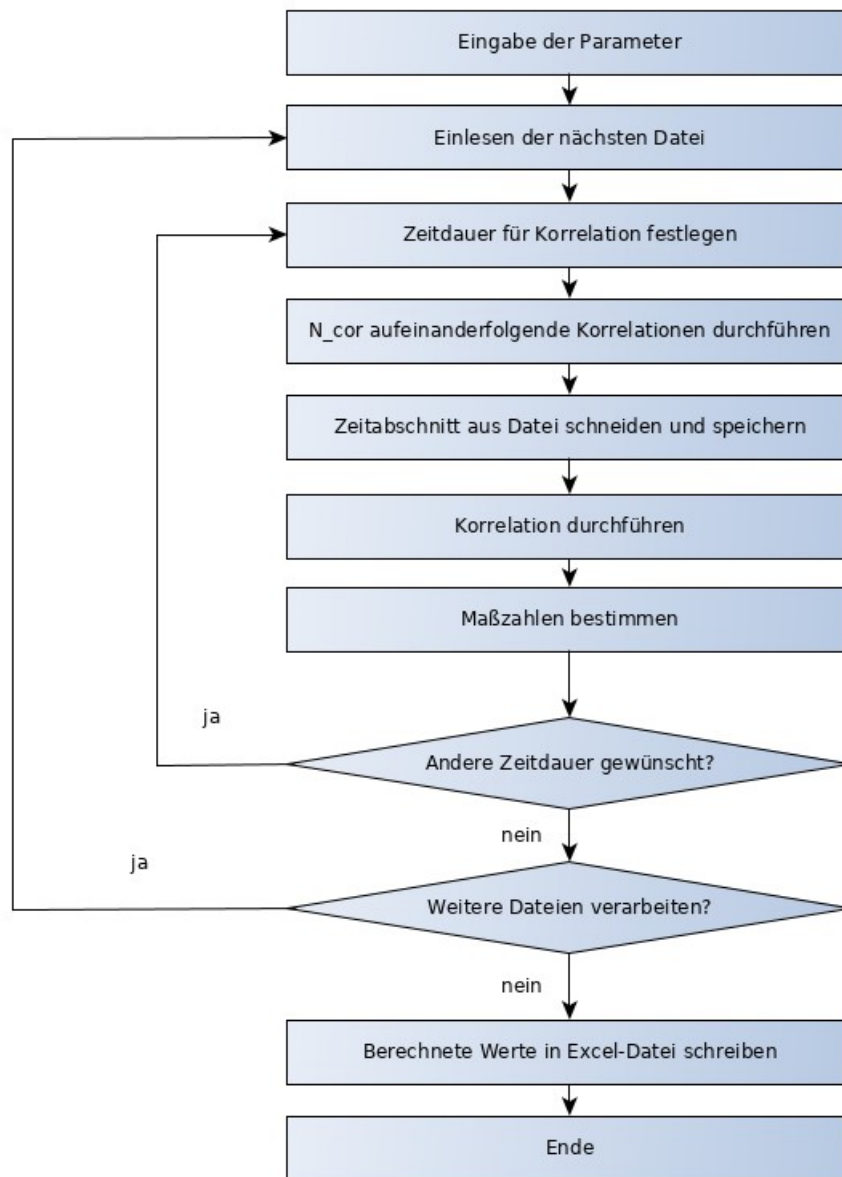 Eingabe der Parameter
Einlesen der nächsten Datei
Zeitdauer für Korrelation festlegen
N_cor aufeinanderfolgende Korrelationen durchführen
Zeitabschnitt aus Datei schneiden und speichern
Korrelation durchführen
Maßzahlen bestimmen
ja
Andere Zeitdauer gewünscht?
nein
ja
Weitere Dateien verarbeiten?
nein
Berechnete Werte in Excel-Datei schreiben
Ende